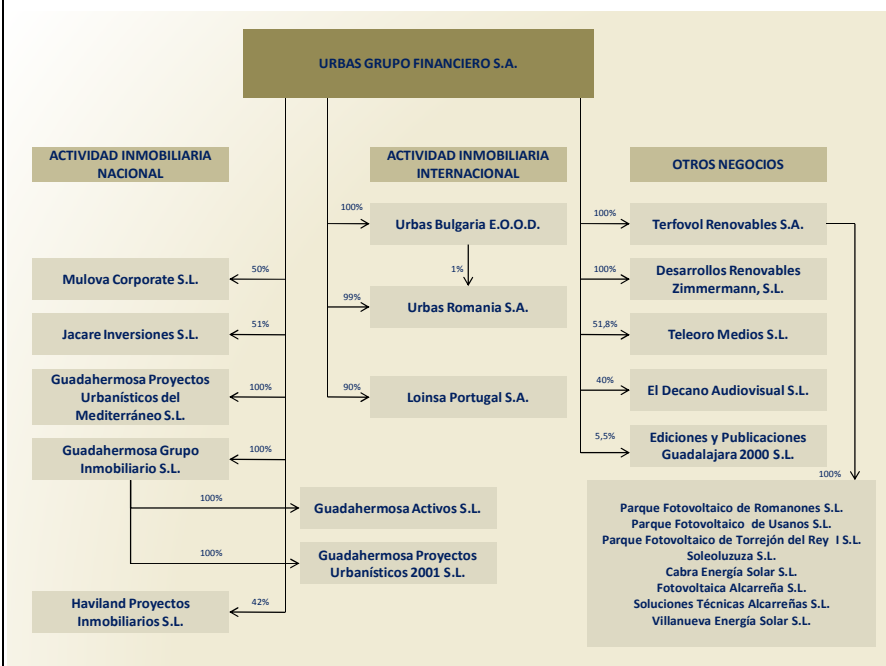 URBAS GRUPO FINANCIERO S.A.
ACTIVIDAD INMOBILIARIA
NACIONAL
50%
Mulova Corporate S.L.
51%
Jacare Inversiones S.L.
100%
Guadahermosa Proyectos
Urbanísticos del
Mediterráneo S.L.
100%
Guadahermosa Grupo
Inmobiliario S.L.
100%
Guadahermosa Activos S.L.
100%
Guadahermosa Proyectos
Urbanísticos 2001 S.L.
42%
Haviland Proyectos
Inmobiliarios S.L.
ACTIVIDAD INMOBILIARIA
INTERNACIONAL
100%
Urbas Bulgaria E.O.O.D.
1%
99%
Urbas Romania S.A.
90%
Loinsa Portugal S.A.
OTROS NEGOCIOS
100%
Terfovol Renovables S.A.
100%
Desarrollos Renovables
Zimmermann, S.L.
51,8%
Teleoro Medios S.L.
40%
El Decano Audiovisual S.L.
5,5%
Ediciones y Publicaciones
Guadalajara 2000 S.L.
100%
Parque Fotovoltaico de Romanones S.L.
Parque Fotovoltaico de Usanos S.L.
Parque Fotovoltaico de Torrejón del Rey I S.L.
Soleoluzuza S.L.
Cabra Energía Solar S.L.
Fotovoltaica Alcarreña S.L.
Soluciones Técnicas Alcarreñas S.L.
Villanueva Energía Solar S.L.